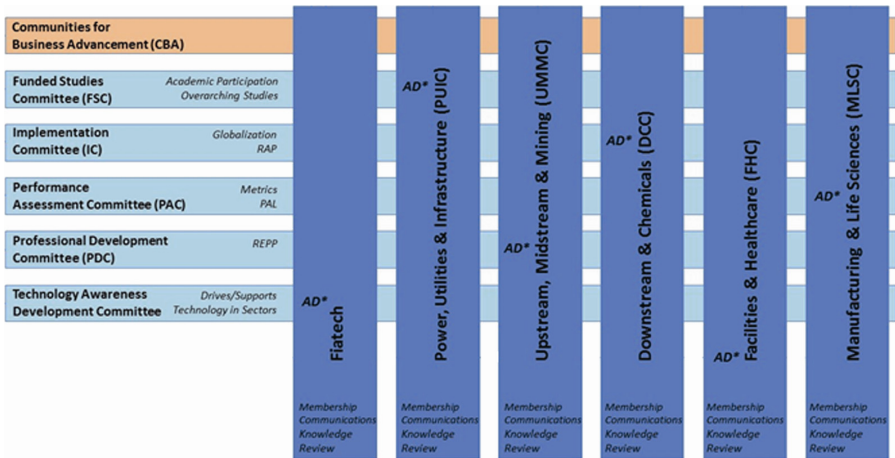 Communities for
Business Advancement (CBA)
Funded Studies
Committee (FSC)
Academic Participation
Overarching Studies
Implementation
Committee (IC)
Globalization
RAP
Performance
Assessment Committee (PAC)
Metrics
PAL
Professional Development
Committee (PDC)
REPP
Technology Awareness
Development Committee
Drives/Supports
Technology in Sectors
AD*
Fiatech
Membership
Communications
Knowledge
Review
AD*
Power, Utilities & Infrastructure (PUIC)
Membership
Communications
Knowledge
Review
AD*
Upstream, Midstream & Mining (UMMC)
Membership
Communications
Knowledge
Review
AD*
Downstream & Chemicals (DCC)
Membership
Communications
Knowledge
Review
AD*
Facilities & Healthcare (FHC)
Membership
Communications
Knowledge
Review
AD*
Manufacturing & Life Sciences (MLSC)
Membership
Communications
Knowledge
Review